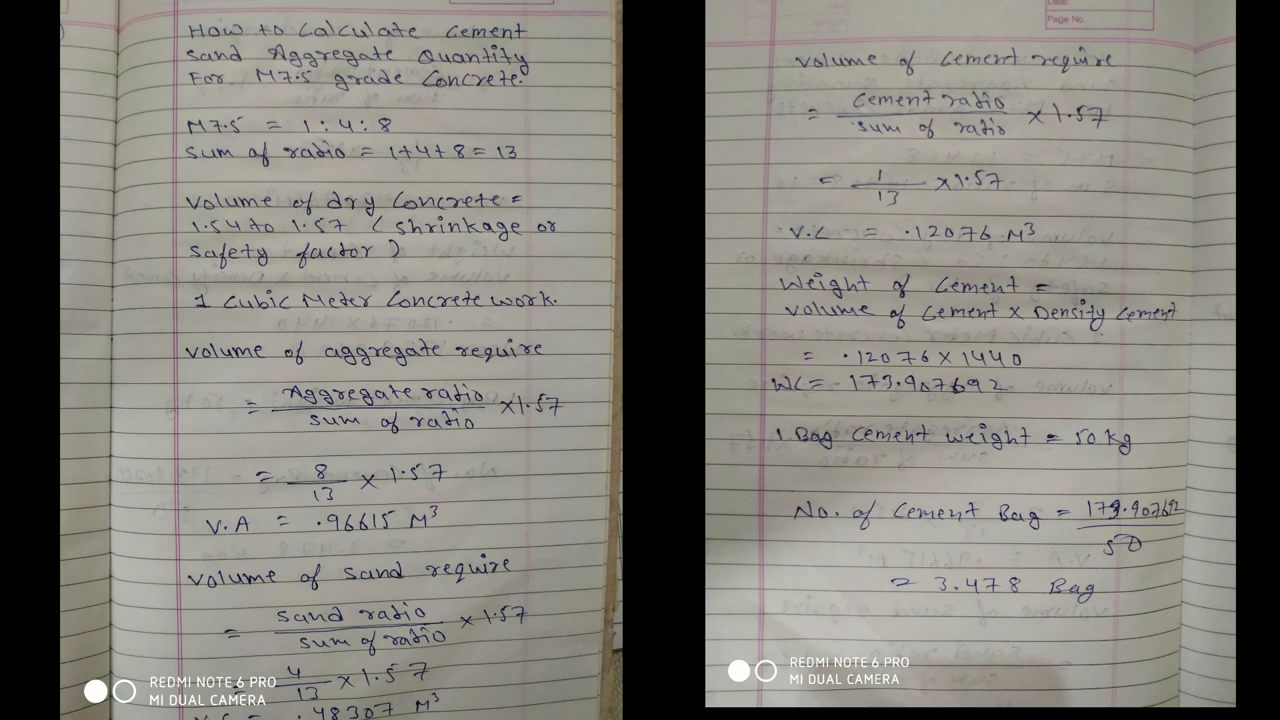 How to Calculate Cement
Sand Aggregate Quantity
For M7.5 grade Concrete.
M7.5 = 1:4:8
sum of ratio = 1+4+8 = 13
volume of dry Concrete =
1.54 to 1.57 (shrinkage or
safety factor)
1 Cubic Meter Concrete work.
volume of aggregate require
= Aggregate ratio / sum of ratio × 1.57
= 8/13 × 1.57
V.A = .96615 M³
volume of sand require
= sand ratio / sum of ratio × 1.57
= 4/13 × 1.57
V.S = .48307 M³
REDMI NOTE 6 PRO
MI DUAL CAMERA
Date
Page No.
volume of Cement require
= Cement ratio / sum of ratio × 1.57
= 1/13 × 1.57
V.C = .12076 M³
Weight of Cement =
volume of Cement × Density Cement
= .12076 × 1440
WC = 173.907692
1 Bag Cement weight = 50 kg
No. of Cement Bag = 173.907692 / 50
= 3.478 Bag
REDMI NOTE 6 PRO
MI DUAL CAMERA